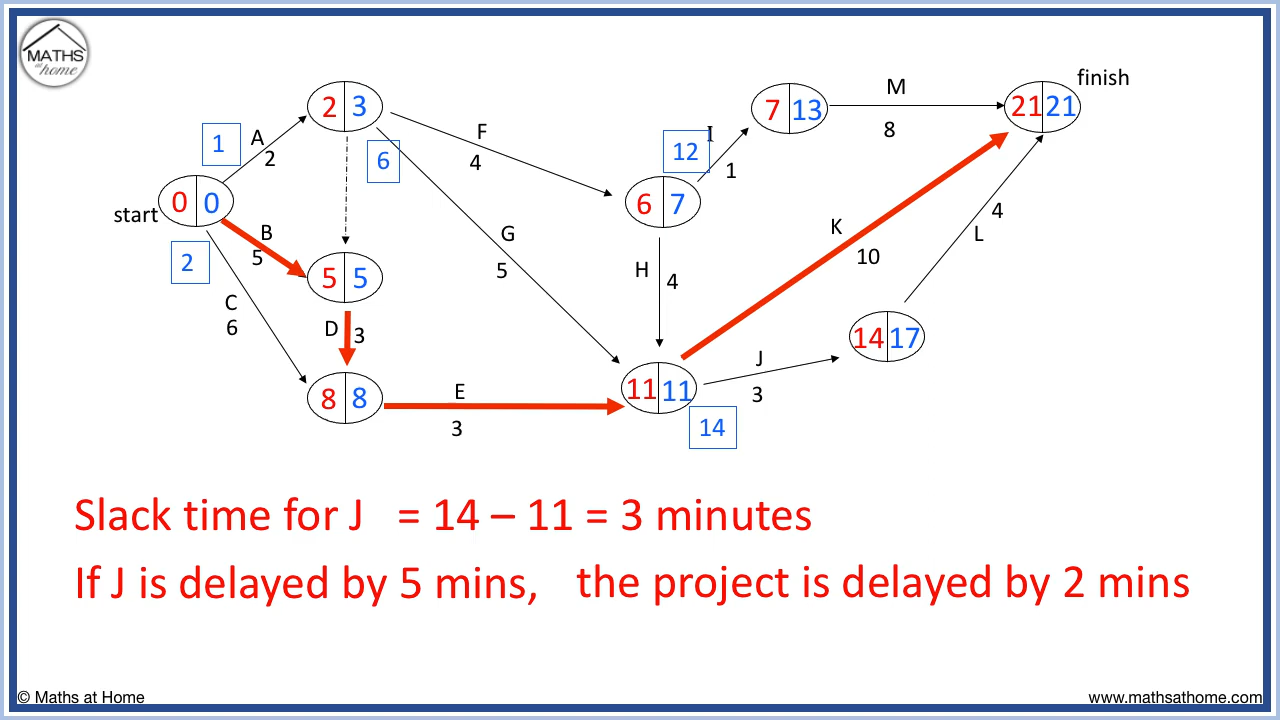 MATHS
at
home
finish
M
2 3
7 13
21 21
1
A
F
12
I
8
2
6
4
1
0 0
start
6 7
4
B
G
K
L
2
5
5 5
5
H
4
10
C
D
3
14 17
6
J
8 8
E
11 11
3
3
14
Slack time for J = 14 – 11 = 3 minutes
If J is delayed by 5 mins, the project is delayed by 2 mins
© Maths at Home
www.mathsathome.com